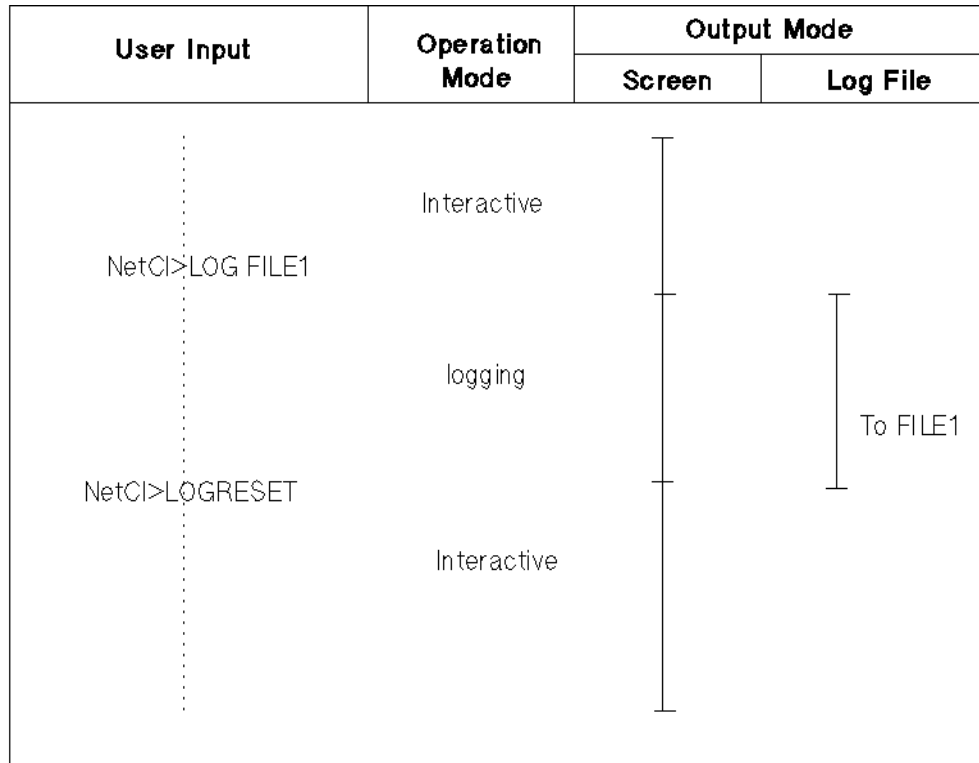 User Input
Operation
Mode
Output Mode
Screen
Log File
Interactive
NetCI>LOG FILE1
logging
To FILE1
NetCI>LOGRESET
Interactive